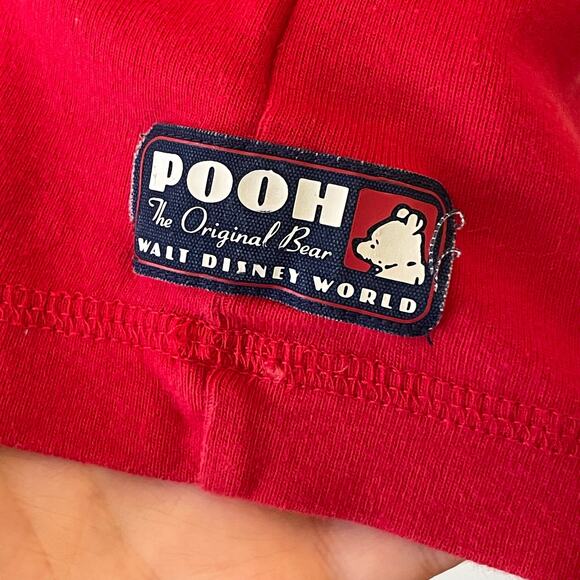 POOH
The Original Bear
WALT DISNEY WORLD